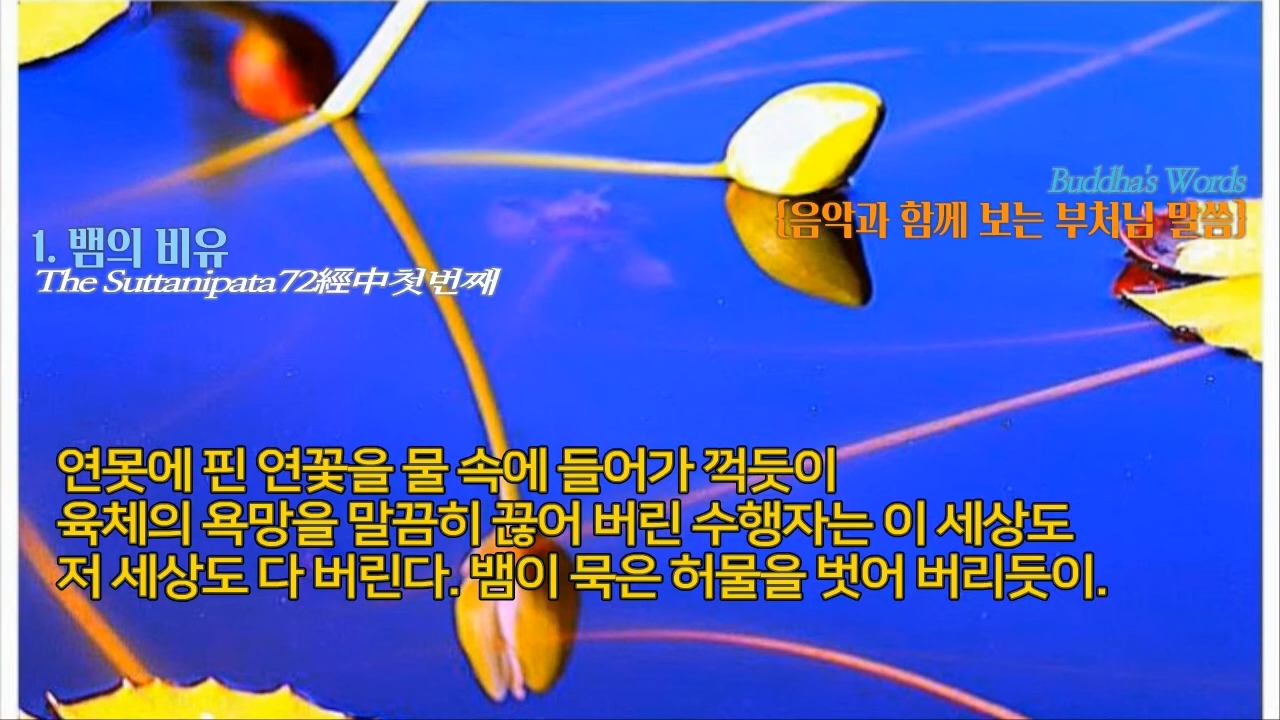 Buddha's Words
{음악과 함께 보는 부처님 말씀}
1. 뱀의 비유
The Suttanipata 72經中 첫 번째
연못에 핀 연꽃을 물 속에 들어가 꺽듯이
육체의 욕망을 말끔히 끊어 버린 수행자는 이 세상도
저 세상도 다 버린다. 뱀이 묵은 허물을 벗어 버리듯이.